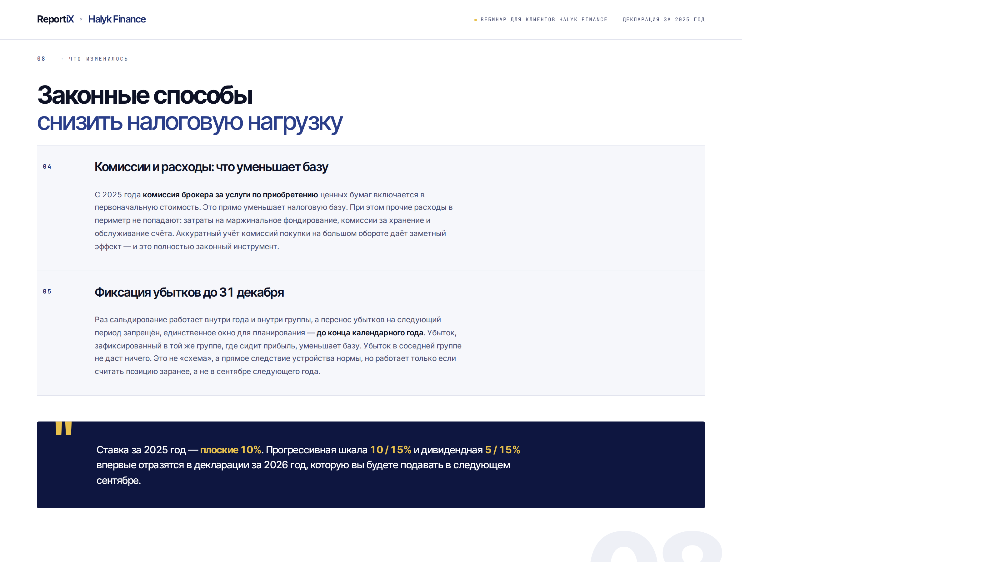 ReportiX × Halyk Finance
ВЕБИНАР ДЛЯ КЛИЕНТОВ HALYK FINANCE ДЕКЛАРАЦИЯ ЗА 2025 ГОД
08 · ЧТО ИЗМЕНИЛОСЬ
Законные способы
снизить налоговую нагрузку
04
Комиссии и расходы: что уменьшает базу
С 2025 года комиссия брокера за услуги по приобретению ценных бумаг включается в
первоначальную стоимость. Это прямо уменьшает налоговую базу. При этом прочие расходы в
периметр не попадают: затраты на маржинальное фондирование, комиссии за хранение и
обслуживание счёта. Аккуратный учёт комиссий покупки на большом обороте даёт заметный
эффект — и это полностью законный инструмент.
05
Фиксация убытков до 31 декабря
Раз сальдирование работает внутри года и внутри группы, а перенос убытков на следующий
период запрещён, единственное окно для планирования — до конца календарного года. Убыток,
зафиксированный в той же группе, где сидит прибыль, уменьшает базу. Убыток в соседней группе
не даст ничего. Это не «схема», а прямое следствие устройства нормы, но работает только если
считать позицию заранее, а не в сентябре следующего года.
"
Ставка за 2025 год — плоские 10%. Прогрессивная шкала 10 / 15% и дивидендная 5 / 15%
впервые отразятся в декларации за 2026 год, которую вы будете подавать в следующем
сентябре.
08